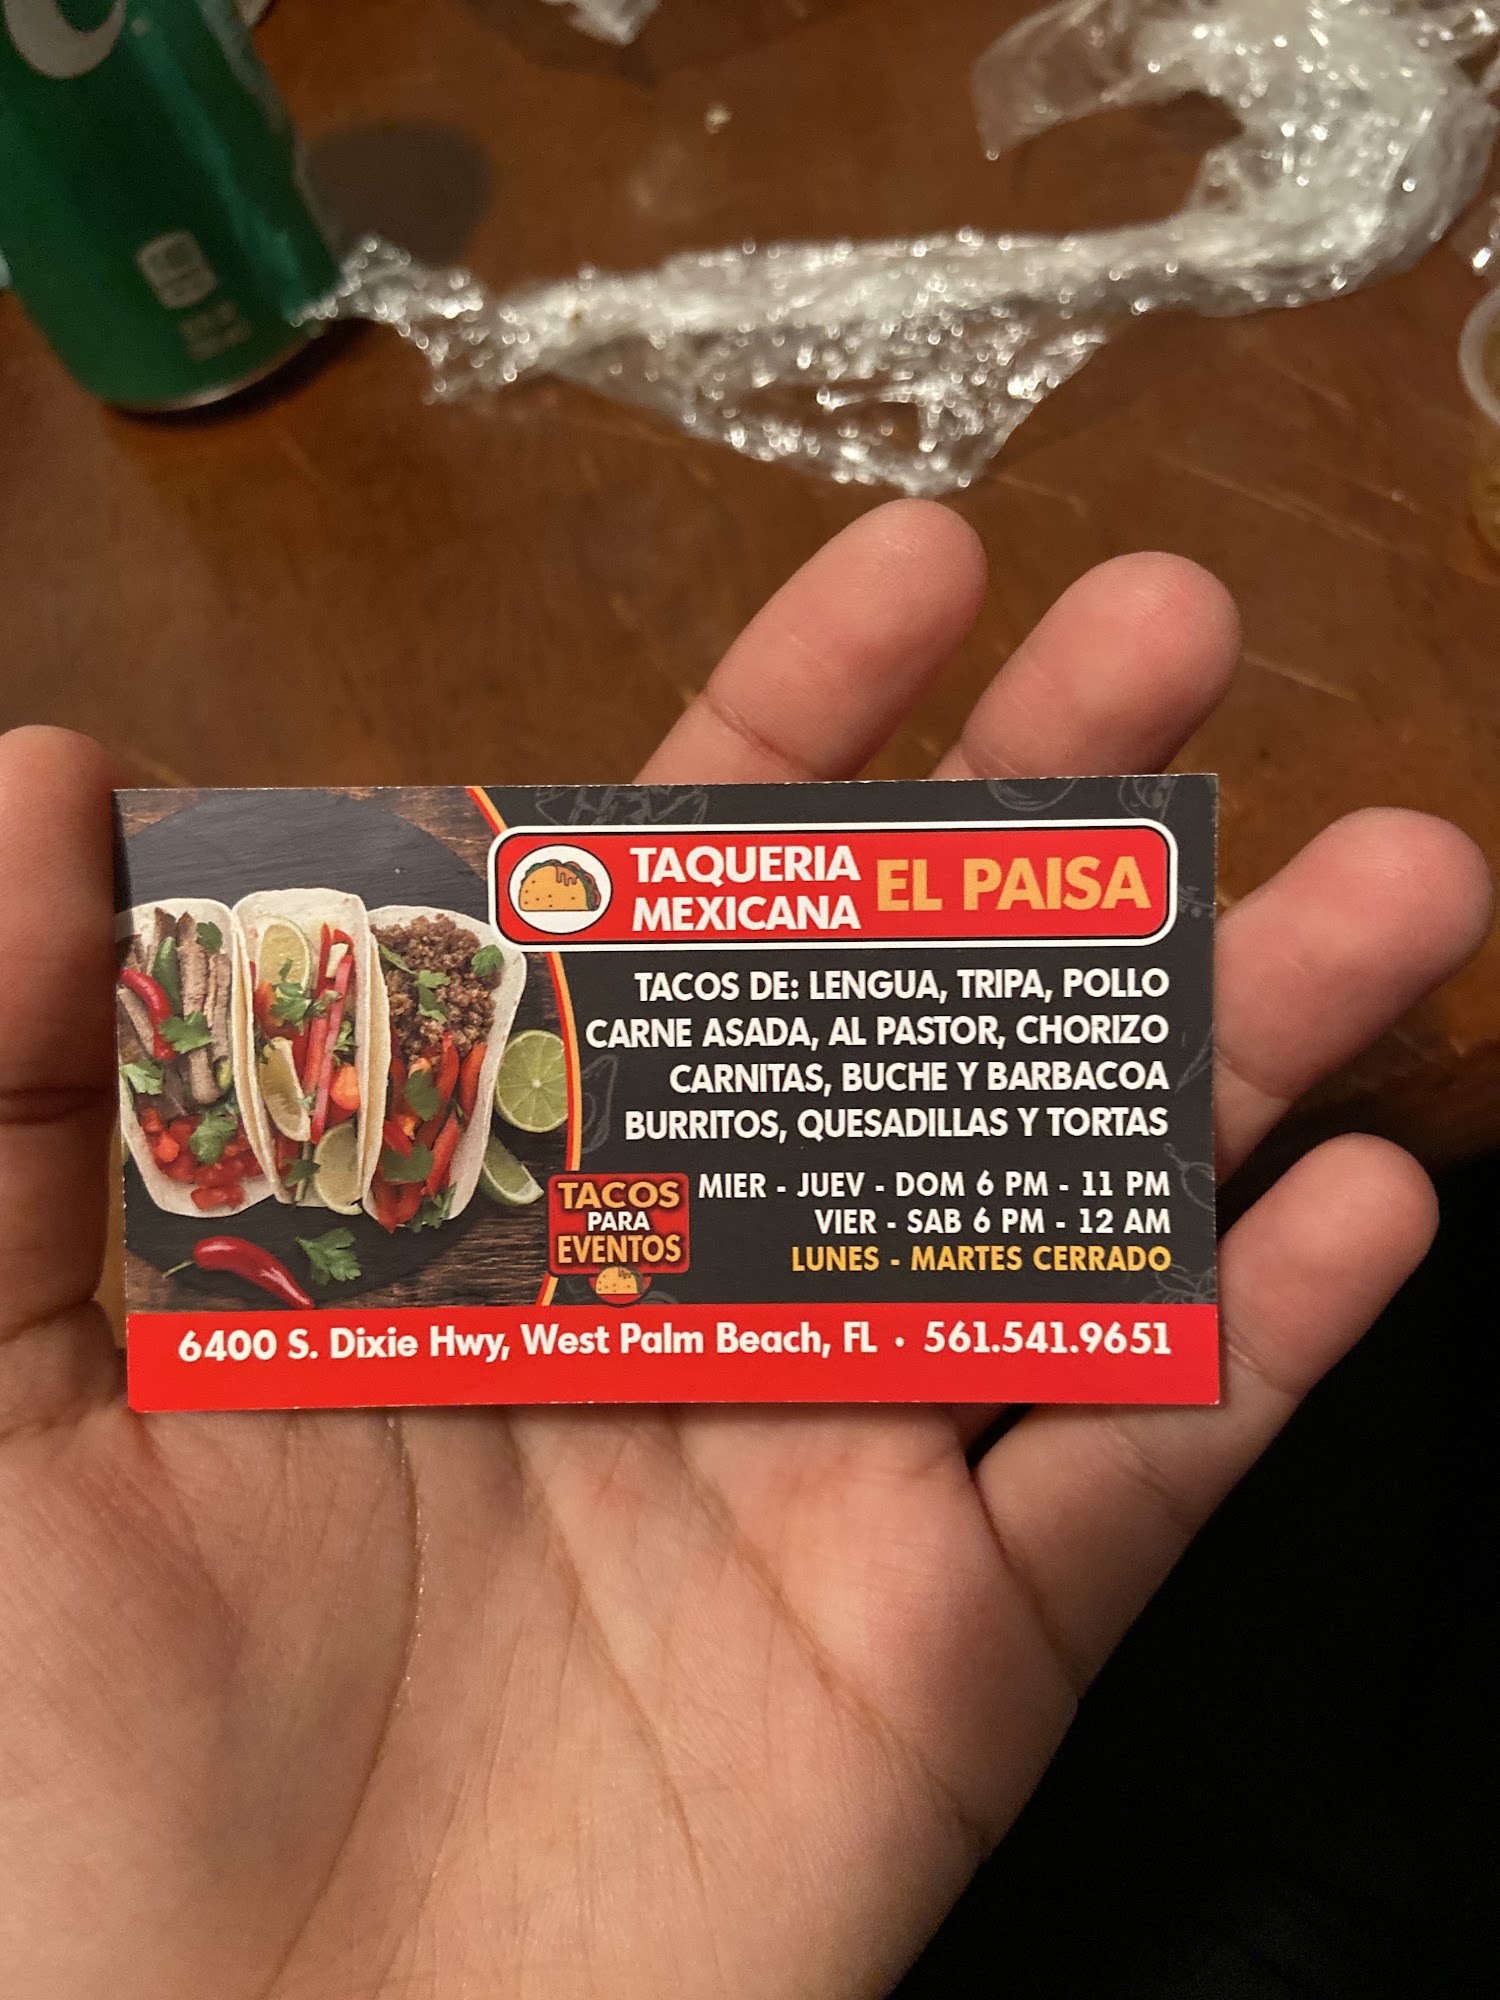 TAQUERIA
MEXICANA
EL PAISA
TACOS DE: LENGUA, TRIPA, POLLO
CARNE ASADA, AL PASTOR, CHORIZO
CARNITAS, BUCHE Y BARBACOA
BURRITOS, QUESADILLAS Y TORTAS
TACOS
PARA
EVENTOS
MIER - JUEV - DOM 6 PM - 11 PM
VIER - SAB 6 PM - 12 AM
LUNES - MARTES CERRADO
6400 S. Dixie Hwy, West Palm Beach, FL • 561.541.9651